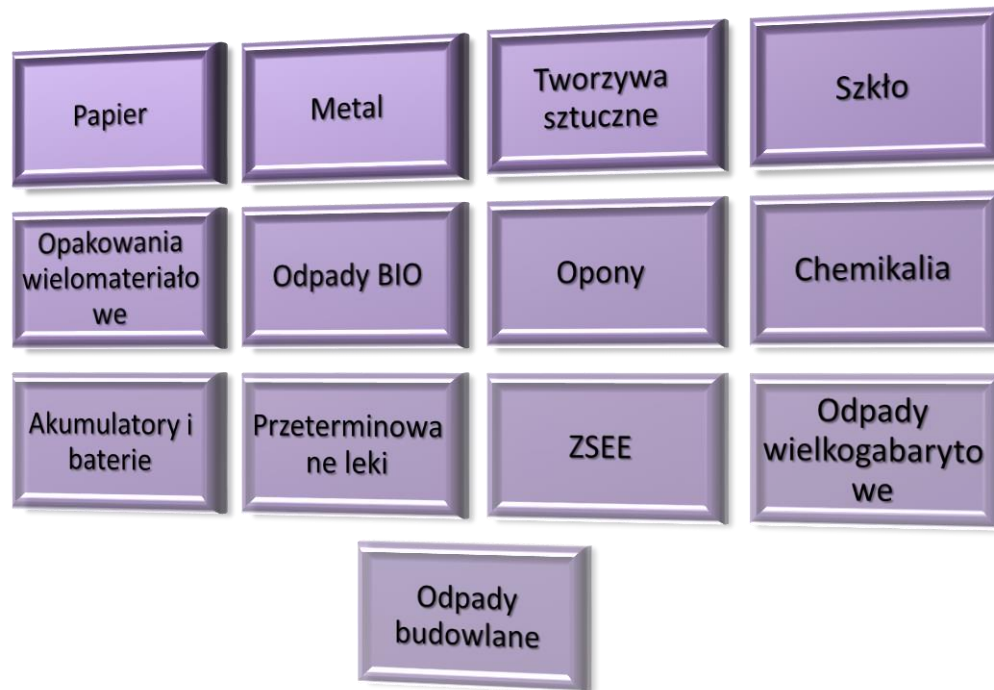 Papier
Metal
Tworzywa
sztuczne
Szkło
Opakowania
wielomateriało
we
Odpady BIO
Opony
Chemikalia
Akumulatory i
baterie
Przeterminowa
ne leki
ZSEE
Odpady
wielkogabaryto
we
Odpady
budowlane